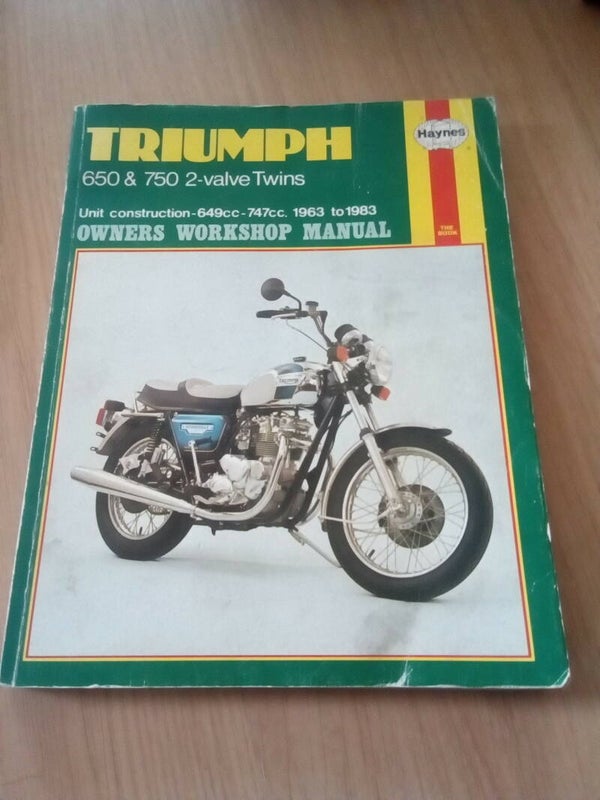 TRIUMPH
Haynes
650 & 750 2-valve Twins
Unit construction-649cc-747cc. 1963 to 1983
OWNERS WORKSHOP MANUAL
THE
BOOK
TRIUMPH